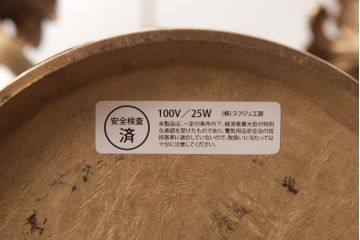 安全検査
済
100V／25W (株)ラフジュ工房
本製品は、一定の条件の下、経済産業大臣の特別
な承認を受けたものであり、電気用品安全法の技
術基準に適合していないので、取扱いに当たっては
十分に注意してください。